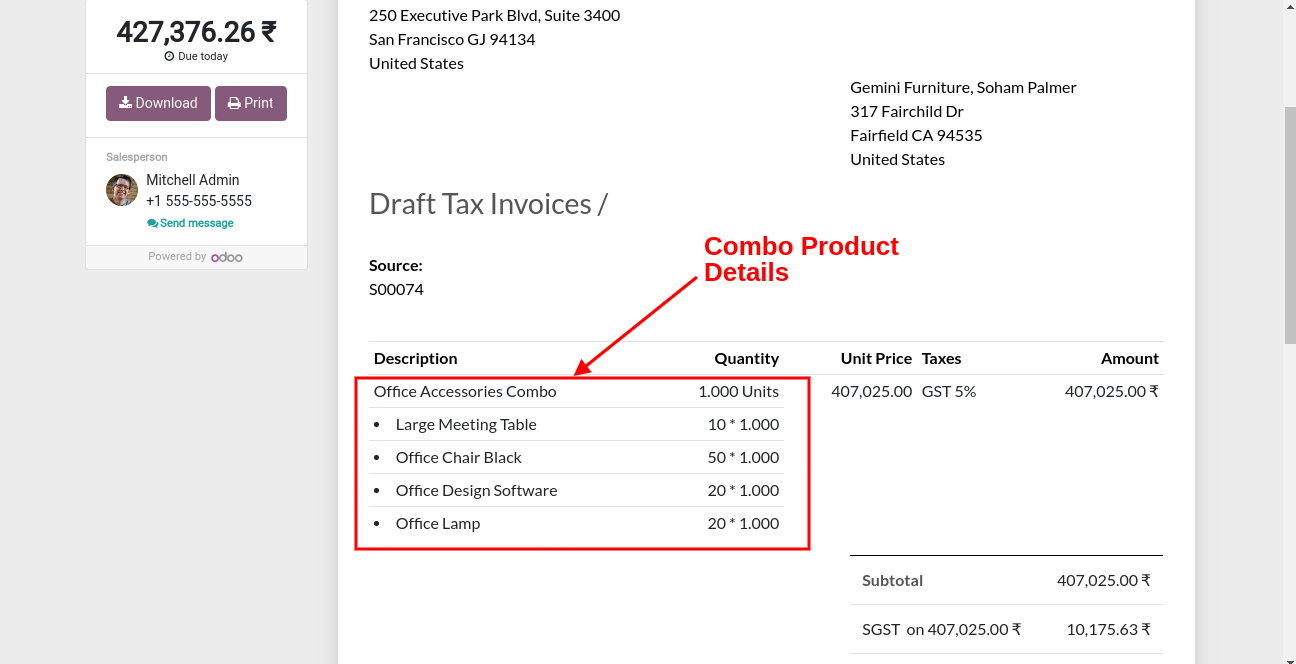 427,376.26 ₹
Due today
Download
Print
Salesperson
Mitchell Admin
+1 555-555-5555
Send message
Powered by odoo
250 Executive Park Blvd, Suite 3400
San Francisco GJ 94134
United States
Gemini Furniture, Soham Palmer
317 Fairchild Dr
Fairfield CA 94535
United States
Draft Tax Invoices /
Combo Product
Details
Source:
S00074
Description Quantity Unit Price Taxes Amount
Office Accessories Combo 1.000 Units 407,025.00 GST 5% 407,025.00 ₹
• Large Meeting Table 10 * 1.000
• Office Chair Black 50 * 1.000
• Office Design Software 20 * 1.000
• Office Lamp 20 * 1.000
Subtotal 407,025.00 ₹
SGST on 407,025.00 ₹ 10,175.63 ₹